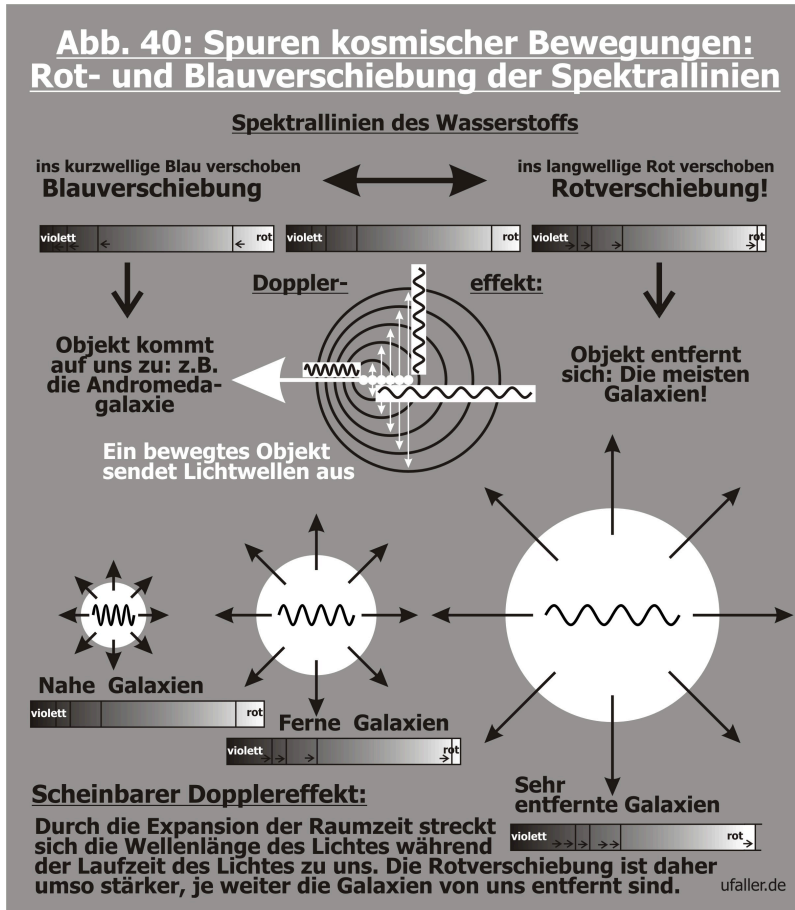 Abb. 40: Spuren kosmischer Bewegungen:
Rot- und Blauverschiebung der Spektrallinien
Spektrallinien des Wasserstoffs
ins kurzwellige Blau verschoben
Blauverschiebung
ins langwellige Rot verschoben
Rotverschiebung!
violett rot
violett rot
violett rot
Doppler- effekt:
Objekt kommt
auf uns zu: z.B.
die Andromeda-
galaxie
Objekt entfernt
sich: Die meisten
Galaxien!
Ein bewegtes Objekt
sendet Lichtwellen aus
Nahe Galaxien
violett rot
Ferne Galaxien
violett rot
Sehr
entfernte Galaxien
violett rot
Scheinbarer Dopplereffekt:
Durch die Expansion der Raumzeit streckt
sich die Wellenlänge des Lichtes während
der Laufzeit des Lichtes zu uns. Die Rotverschiebung ist daher
umso stärker, je weiter die Galaxien von uns entfernt sind.
ufaller.de